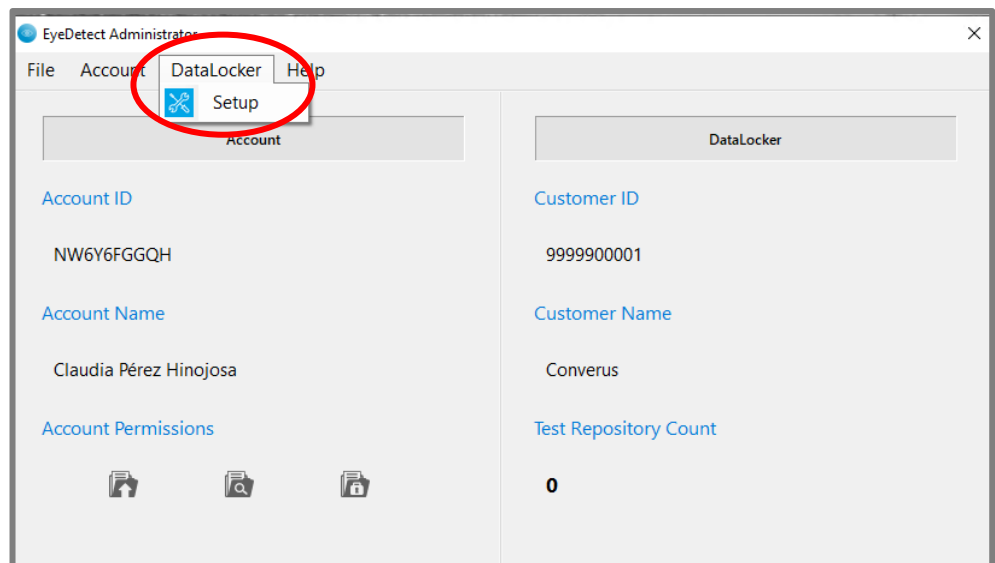 EyeDetect Administrator
File Account DataLocker Help
Setup
Account
DataLocker
Account ID
Customer ID
NW6Y6FGGQH
9999900001
Account Name
Customer Name
Claudia Pérez Hinojosa
Converus
Account Permissions
Test Repository Count
0